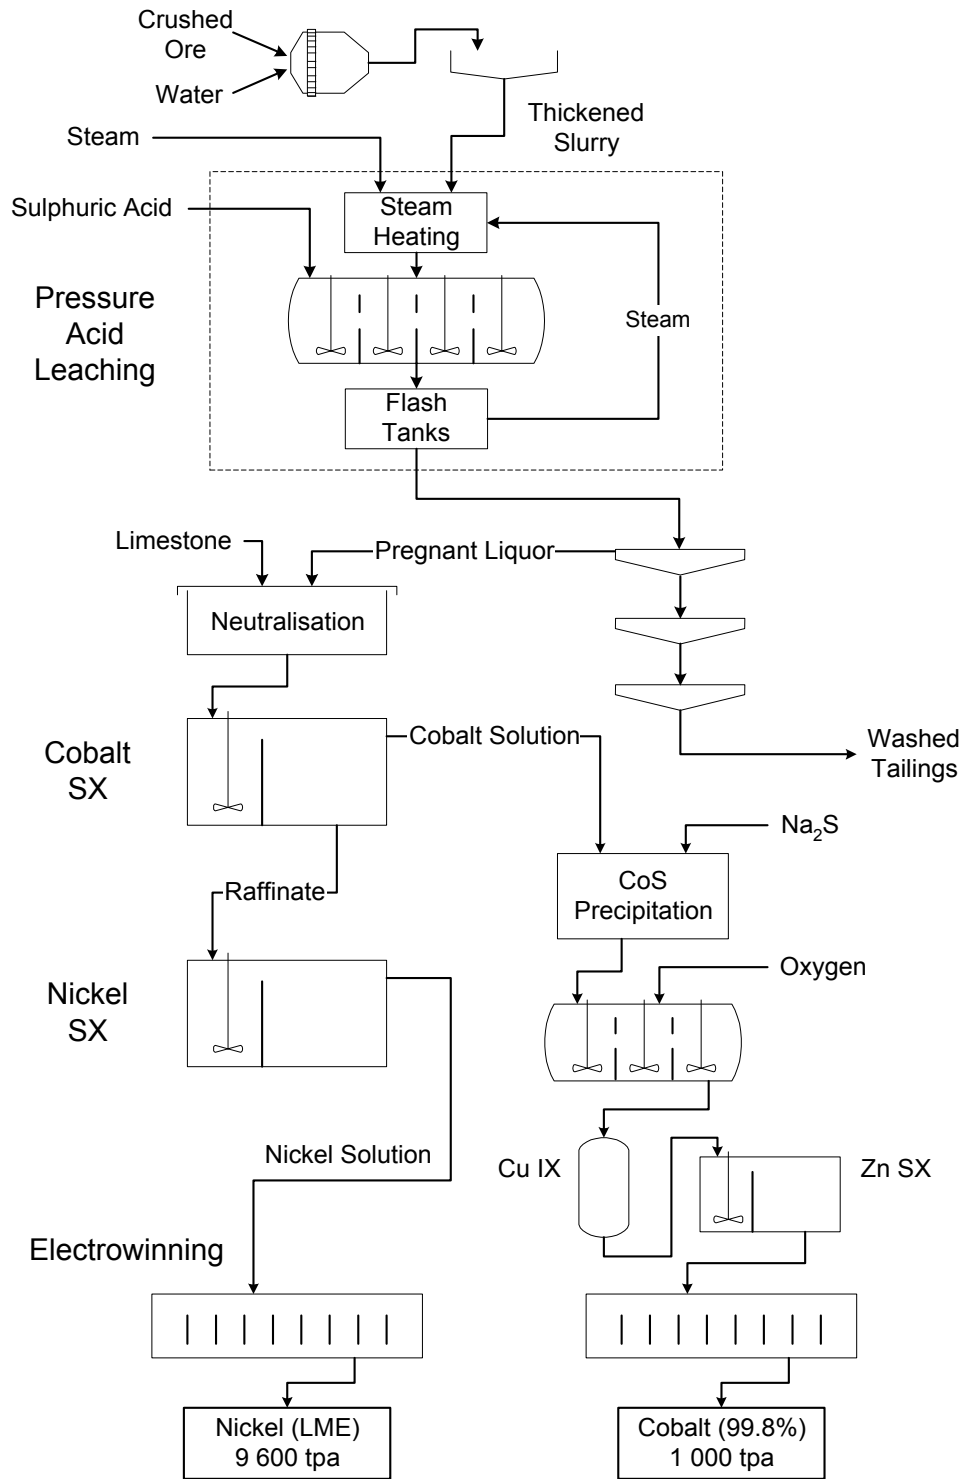 Crushed
Ore
Water
Thickened
Slurry
Steam
Sulphuric Acid
Steam
Heating
Pressure
Acid
Leaching
Steam
Flash
Tanks
Limestone
Pregnant Liquor
Neutralisation
Cobalt
SX
Cobalt Solution
Washed
Tailings
Na₂S
CoS
Precipitation
Raffinate
Oxygen
Nickel
SX
Nickel Solution
Cu IX
Zn SX
Electrowinning
Nickel (LME)
9 600 tpa
Cobalt (99.8%)
1 000 tpa